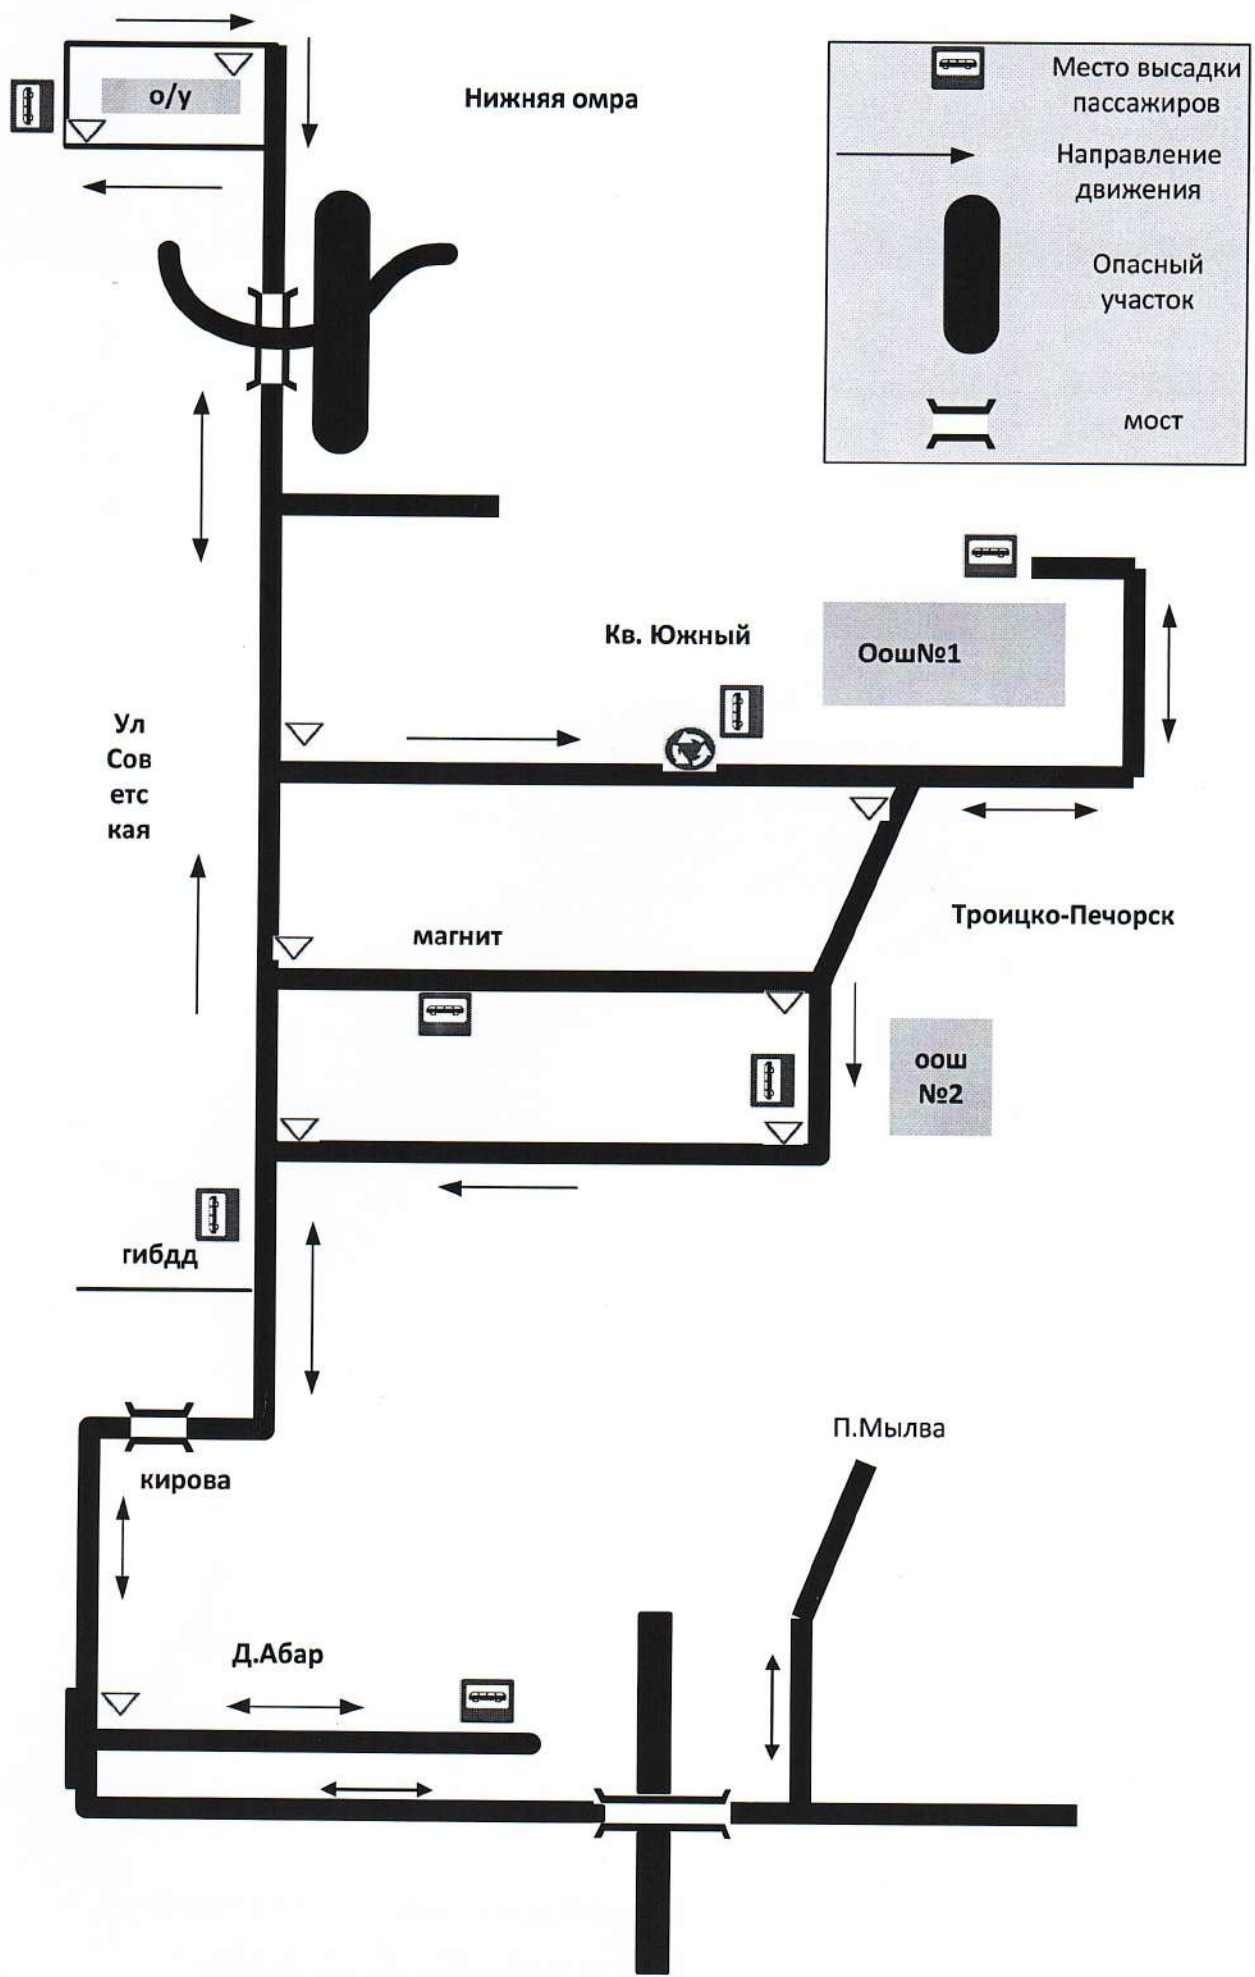 о/у
Нижняя омра
Место высадки
пассажиров
Направление
движения
Опасный
участок
мост
Кв. Южный
Оош№1
Ул
Сов
етс
кая
магнит
Троицко-Печорск
оош
№2
гибдд
кирова
П.Мылва
Д.Абар